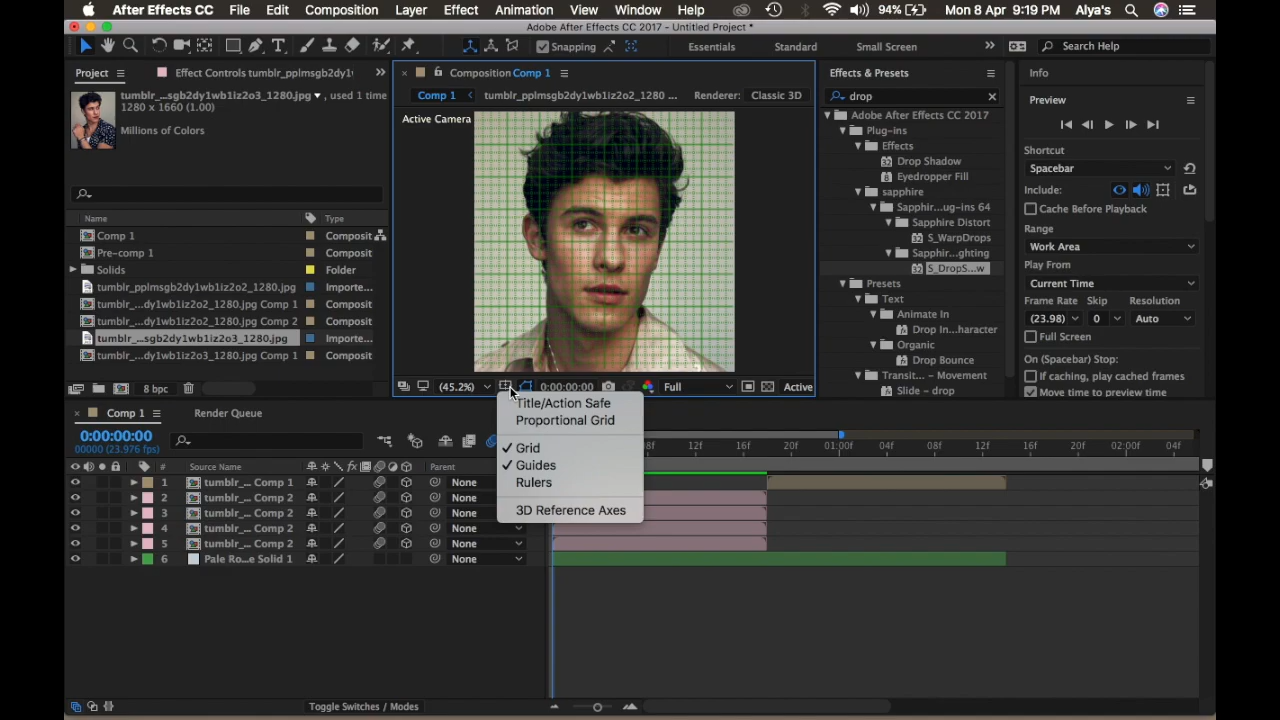 After Effects CC File Edit Composition Layer Effect Animation View Window Help 94% Mon 8 Apr 9:19 PM Alya's
Adobe After Effects CC 2017 - Untitled Project *
Snapping Essentials Standard Small Screen Search Help
Project Effect Controls tumblr_pplmsgb2dy1
tumblr_...sgb2dy1wb1iz2o3_1280.jpg , used 1 time
1280 x 1660 (1.00)
Millions of Colors
Name Type
Comp 1 Composit
Pre-comp 1 Composit
Solids Folder
tumblr_pplmsgb2dy1wb1iz2o2_1280.jpg Importe...
tumblr_...dy1wb1iz2o2_1280 Comp 1 Composit
tumblr_...dy1wb1iz2o2_1280 Comp 2 Composit
tumblr_...sgb2dy1wb1iz2o3_1280.jpg Importe...
tumblr_...dy1wb1iz2o3_1280 Comp 1 Composit
8 bpc
Composition Comp 1
Comp 1 tumblr_pplmsgb2dy1wb1iz2o2_1280 ... Renderer: Classic 3D
Active Camera
(45.2%) 0:00:00:00 Full Active
Title/Action Safe
Proportional Grid
Grid
Guides
Rulers
3D Reference Axes
Effects & Presets
drop
Adobe After Effects CC 2017
Plug-ins
Effects
Drop Shadow
Eyedropper Fill
sapphire
Sapphir...ug-ins 64
Sapphire Distort
S_WarpDrops
Sapphir...ghting
S_DropS...w
Presets
Text
Animate In
Drop In...haracter
Organic
Drop Bounce
Transit... - Movement
Slide - drop
Info
Preview
Shortcut
Spacebar
Include:
Cache Before Playback
Range
Work Area
Play From
Current Time
Frame Rate Skip Resolution
(23.98) 0 Auto
Full Screen
On (Spacebar) Stop:
If caching, play cached frames
Move time to preview time
Comp 1 Render Queue
0:00:00:00
00000 (23.976 fps)
8f 12f 16f 20f 01:00f 04f 08f 12f 16f 20f 02:00f 04f
# Source Name Parent
1 tumblr_... Comp 1 None
2 tumblr_... Comp 2 None
3 tumblr_... Comp 2 None
4 tumblr_... Comp 2 None
5 tumblr_... Comp 2 None
6 Pale Ro...e Solid 1 None
Toggle Switches / Modes